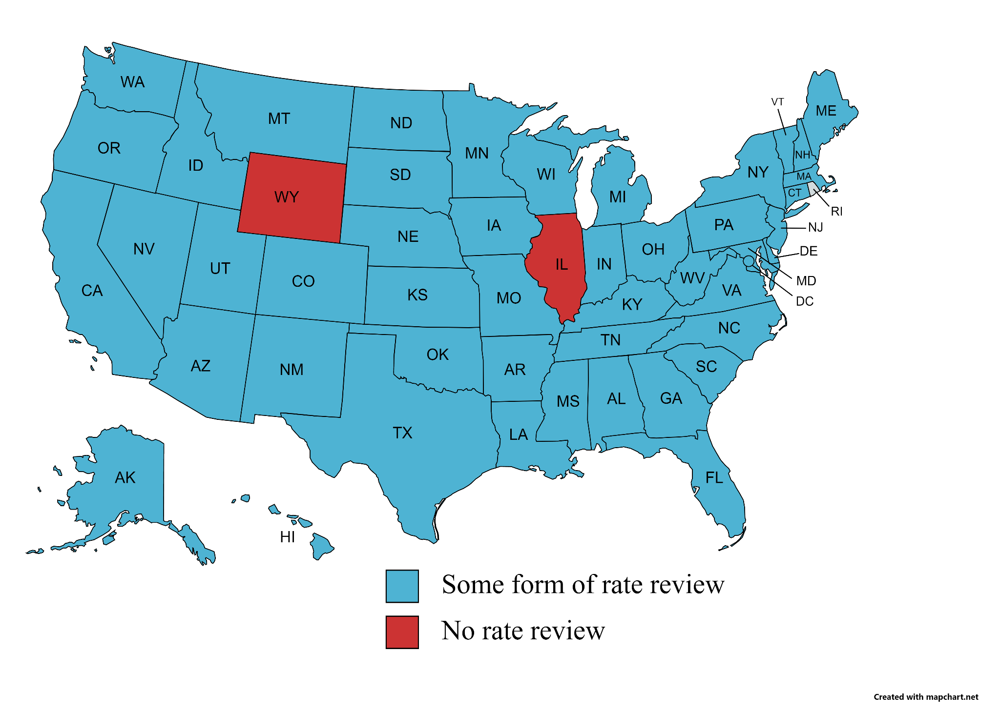 WA
VT
ME
MT
ND
OR
MN
NH
ID
SD
WI
NY
MA
WY
MI
CT
RI
IA
PA
NJ
NE
NV
OH
DE
UT
IL
IN
CO
WV
MD
CA
KS
MO
VA
DC
KY
NC
TN
AZ
NM
OK
AR
SC
MS
AL
GA
TX
LA
AK
FL
HI
Some form of rate review
No rate review
Created with mapchart.net